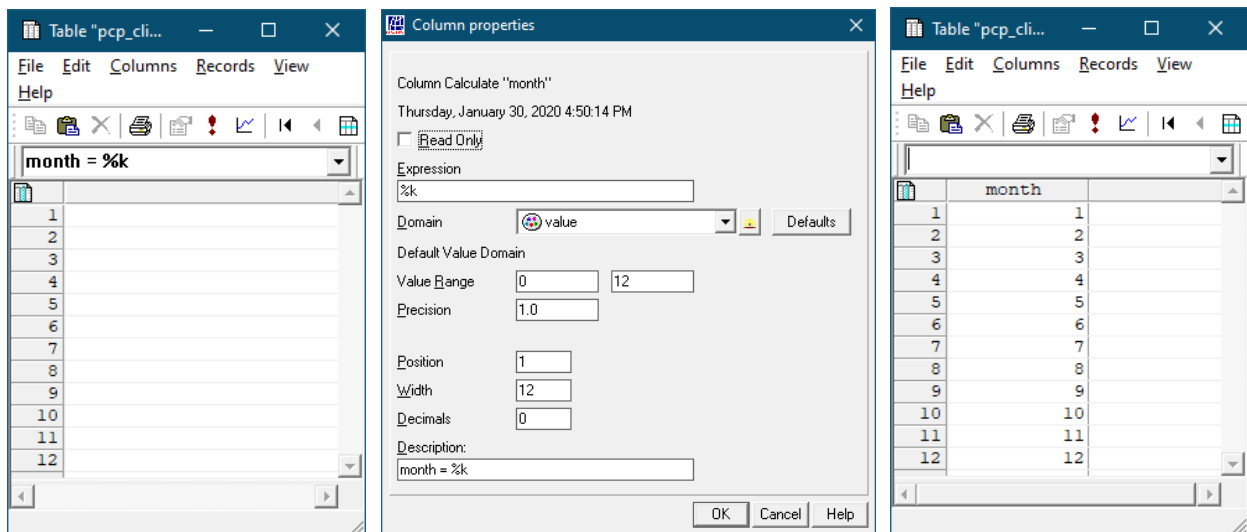 Table "pcp_cli...
File Edit Columns Records View
Help
month = %k
1
2
3
4
5
6
7
8
9
10
11
12
Column properties
Column Calculate "month"
Thursday, January 30, 2020 4:50:14 PM
Read Only
Expression
%k
Domain value Defaults
Default Value Domain
Value Range 0 12
Precision 1.0
Position 1
Width 12
Decimals 0
Description:
month = %k
OK Cancel Help
Table "pcp_cli...
File Edit Columns Records View
Help
month
1 1
2 2
3 3
4 4
5 5
6 6
7 7
8 8
9 9
10 10
11 11
12 12